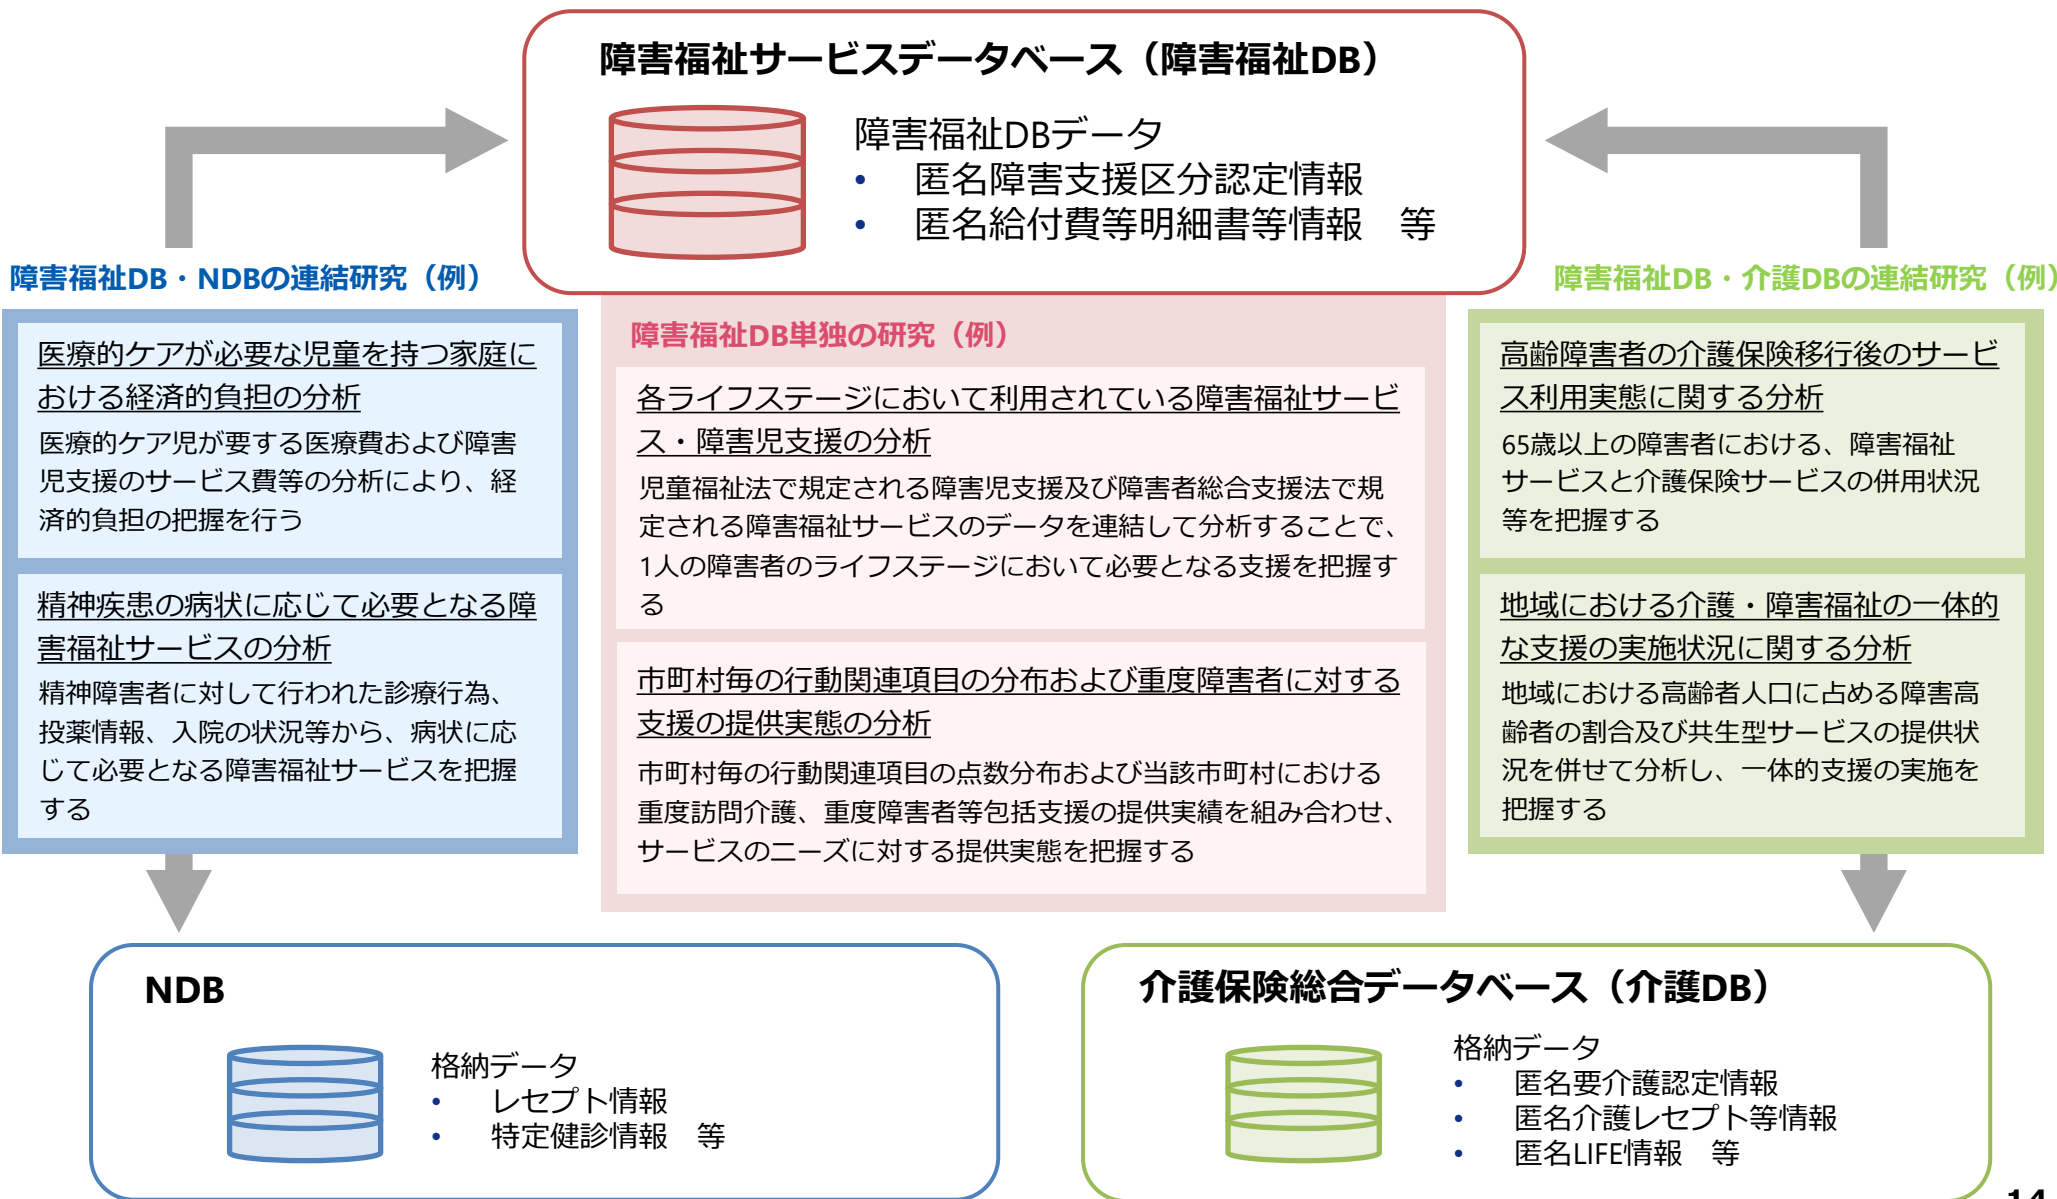 障害福祉サービスデータベース（障害福祉DB）
障害福祉DBデータ
• 匿名障害支援区分認定情報
• 匿名給付費等明細書等情報　等
障害福祉DB・NDBの連結研究（例）
医療的ケアが必要な児童を持つ家庭に
おける経済的負担の分析
医療的ケア児が要する医療費および障害
児支援のサービス費等の分析により、経
済的負担の把握を行う
精神疾患の病状に応じて必要となる障
害福祉サービスの分析
精神障害者に対して行われた診療行為、
投薬情報、入院の状況等から、病状に応
じて必要となる障害福祉サービスを把握
する
障害福祉DB単独の研究（例）
各ライフステージにおいて利用されている障害福祉サービ
ス・障害児支援の分析
児童福祉法で規定される障害児支援及び障害者総合支援法で規
定される障害福祉サービスのデータを連結して分析することで、
1人の障害者のライフステージにおいて必要となる支援を把握す
る
市町村毎の行動関連項目の分布および重度障害者に対する
支援の提供実態の分析
市町村毎の行動関連項目の点数分布および当該市町村における
重度訪問介護、重度障害者等包括支援の提供実績を組み合わせ、
サービスのニーズに対する提供実態を把握する
障害福祉DB・介護DBの連結研究（例）
高齢障害者の介護保険移行後のサービ
ス利用実態に関する分析
65歳以上の障害者における、障害福祉
サービスと介護保険サービスの併用状況
等を把握する
地域における介護・障害福祉の一体的
な支援の実施状況に関する分析
地域における高齢者人口に占める障害高
齢者の割合及び共生型サービスの提供状
況を併せて分析し、一体的支援の実施を
把握する
NDB
格納データ
• レセプト情報
• 特定健診情報　等
介護保険総合データベース（介護DB）
格納データ
• 匿名要介護認定情報
• 匿名介護レセプト等情報
• 匿名LIFE情報　等
14